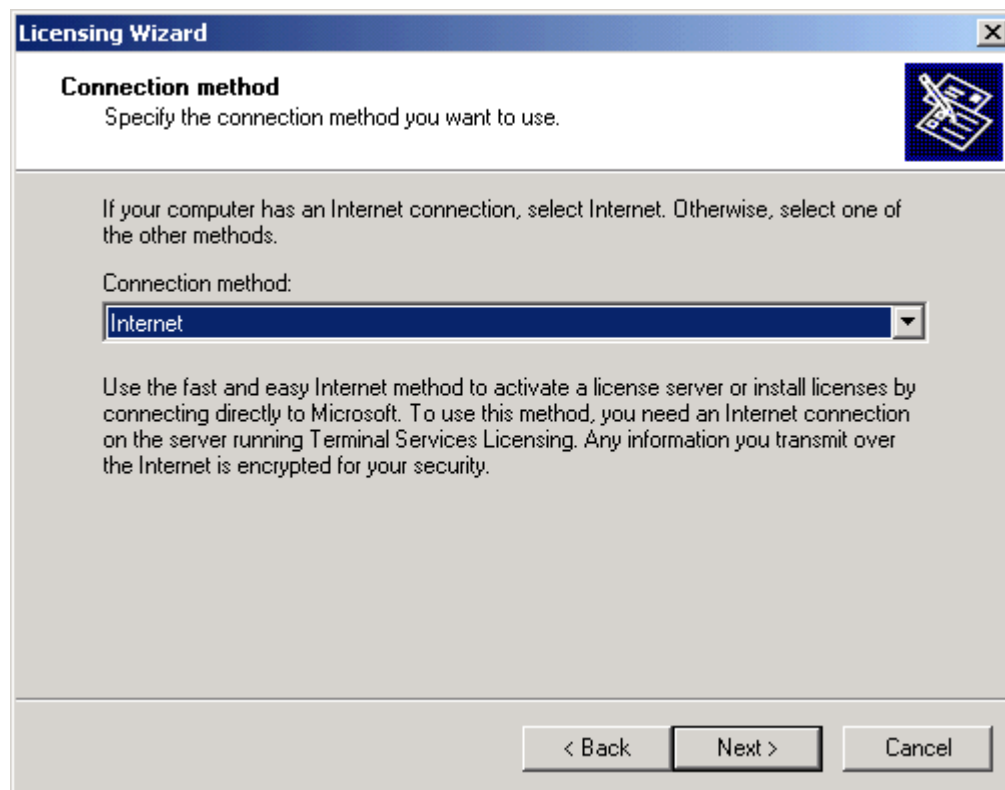 Licensing Wizard
Connection method
Specify the connection method you want to use.
If your computer has an Internet connection, select Internet. Otherwise, select one of
the other methods.
Connection method:
Internet
Use the fast and easy Internet method to activate a license server or install licenses by
connecting directly to Microsoft. To use this method, you need an Internet connection
on the server running Terminal Services Licensing. Any information you transmit over
the Internet is encrypted for your security.
< Back Next > Cancel